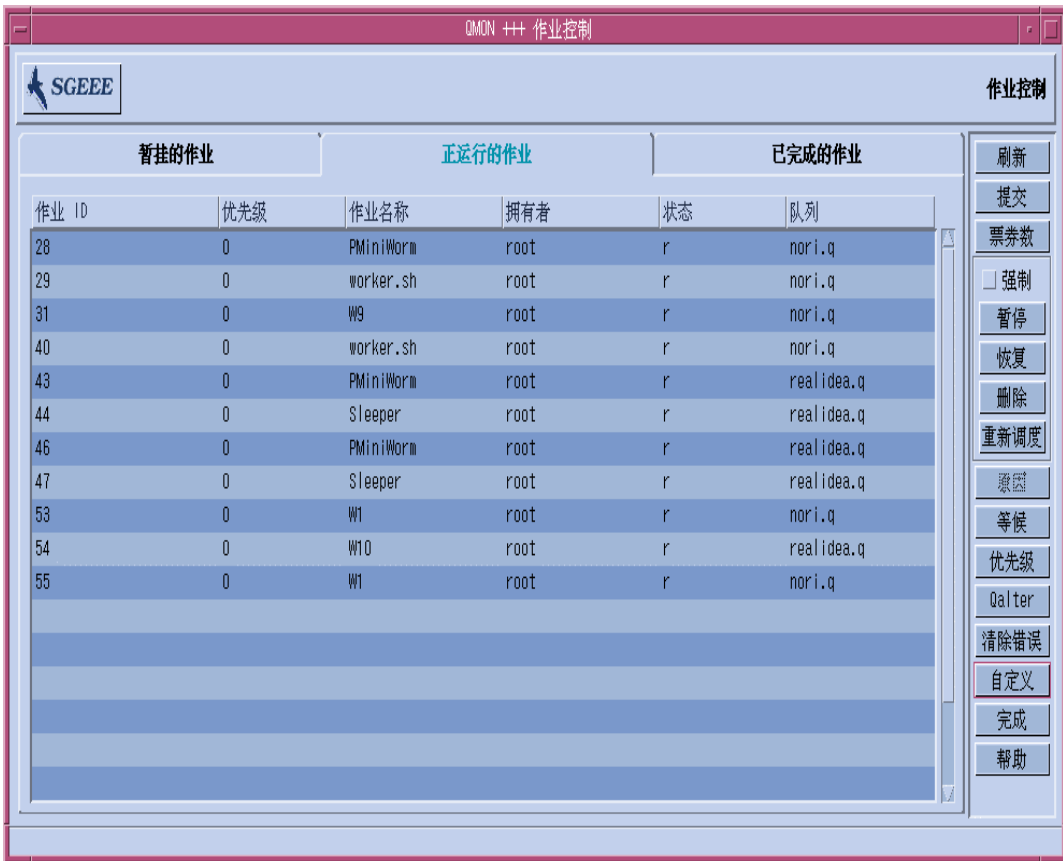 QMON +++ 作业控制
SGEEE
作业控制
暂挂的作业 正运行的作业 已完成的作业
作业 ID 优先级 作业名称 拥有者 状态 队列
28 0 PMiniWorm root r nori.q
29 0 worker.sh root r nori.q
31 0 W9 root r nori.q
40 0 worker.sh root r nori.q
43 0 PMiniWorm root r realidea.q
44 0 Sleeper root r realidea.q
46 0 PMiniWorm root r realidea.q
47 0 Sleeper root r realidea.q
53 0 W1 root r nori.q
54 0 W10 root r realidea.q
55 0 W1 root r nori.q
刷新
提交
票券数
强制
暂停
恢复
删除
重新调度
等候
优先级
Qalter
清除错误
自定义
完成
帮助